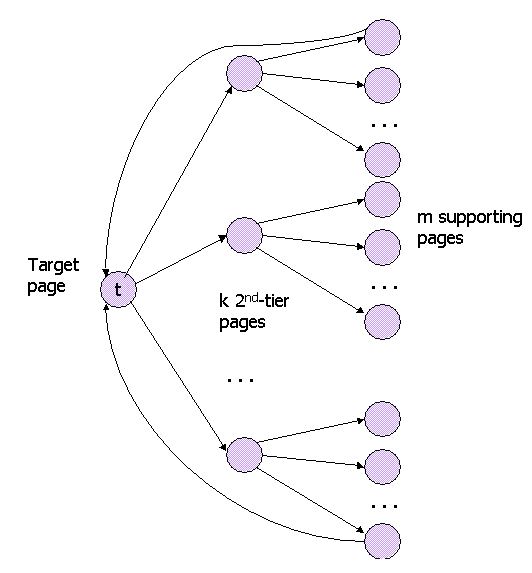 ...
m supporting
pages
Target
page
t
...
k 2nd-tier
pages
...
...